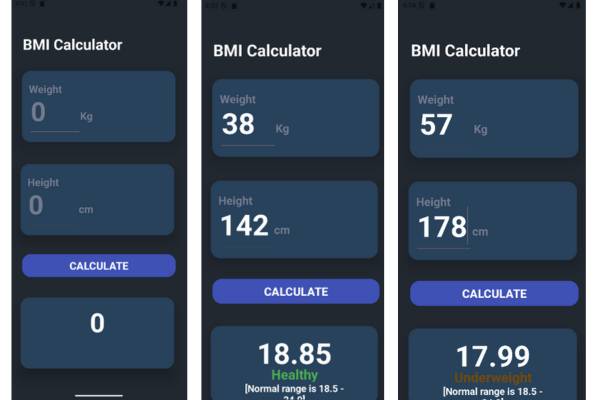 BMI Calculator
Weight
0 Kg
Height
0 cm
CALCULATE
0
BMI Calculator
Weight
38 Kg
Height
142 cm
CALCULATE
18.85
Healthy
[Normal range is 18.5 -
BMI Calculator
Weight
57 Kg
Height
178 cm
CALCULATE
17.99
Underweight
[Normal range is 18.5 -